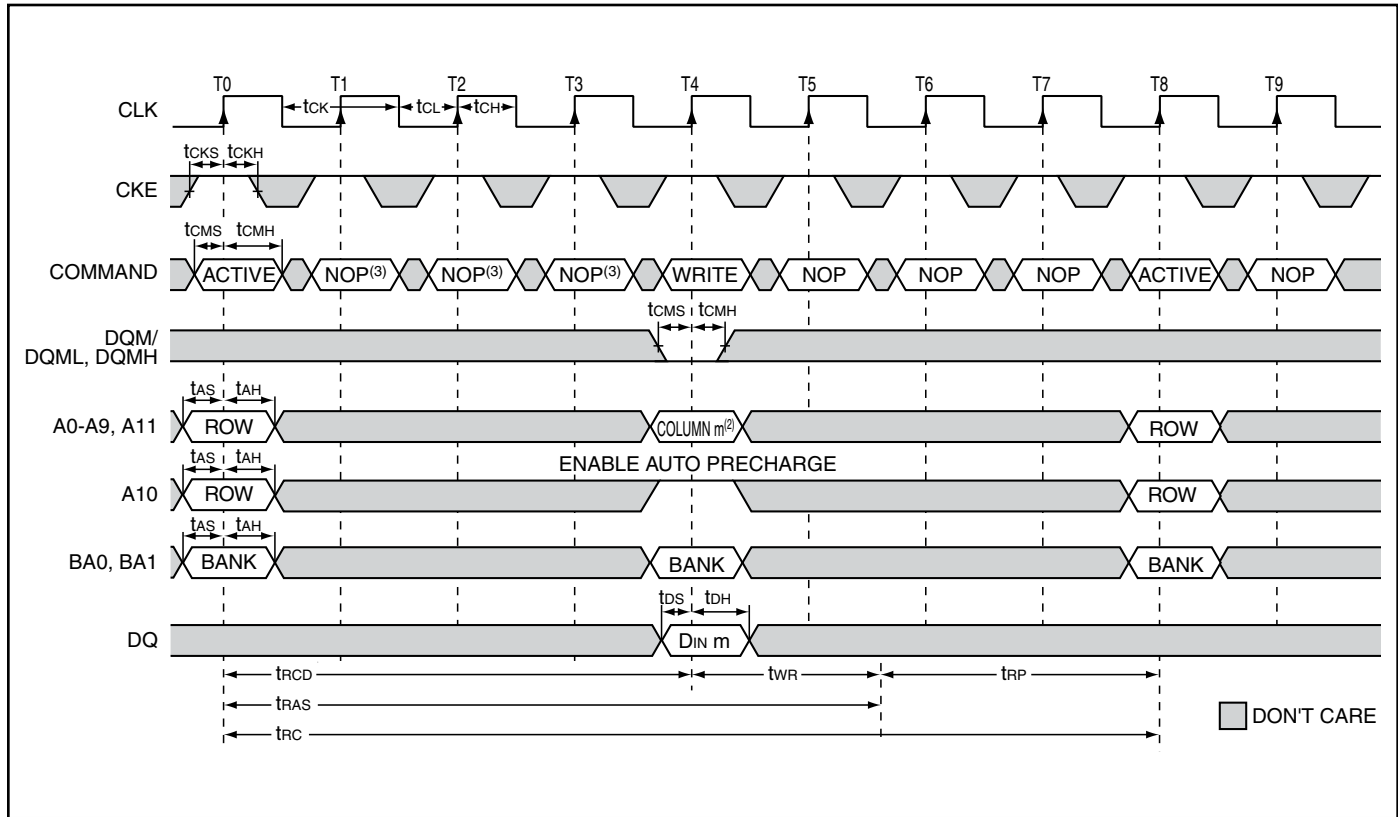 T0 T1 T2 T3 T4 T5 T6 T7 T8 T9
CLK tCK tCL tCH
tCKS tCKH
CKE
tCMS tCMH
COMMAND ACTIVE NOP(3) NOP(3) NOP(3) WRITE NOP NOP NOP ACTIVE NOP
tCMS tCMH
DQM/
DQML, DQMH
tAS tAH
A0-A9, A11 ROW COLUMN m(2) ROW
tAS tAH ENABLE AUTO PRECHARGE
A10 ROW ROW
tAS tAH
BA0, BA1 BANK BANK BANK
tDS tDH
DQ DIN m
tRCD tWR tRP
tRAS
DON'T CARE
tRC